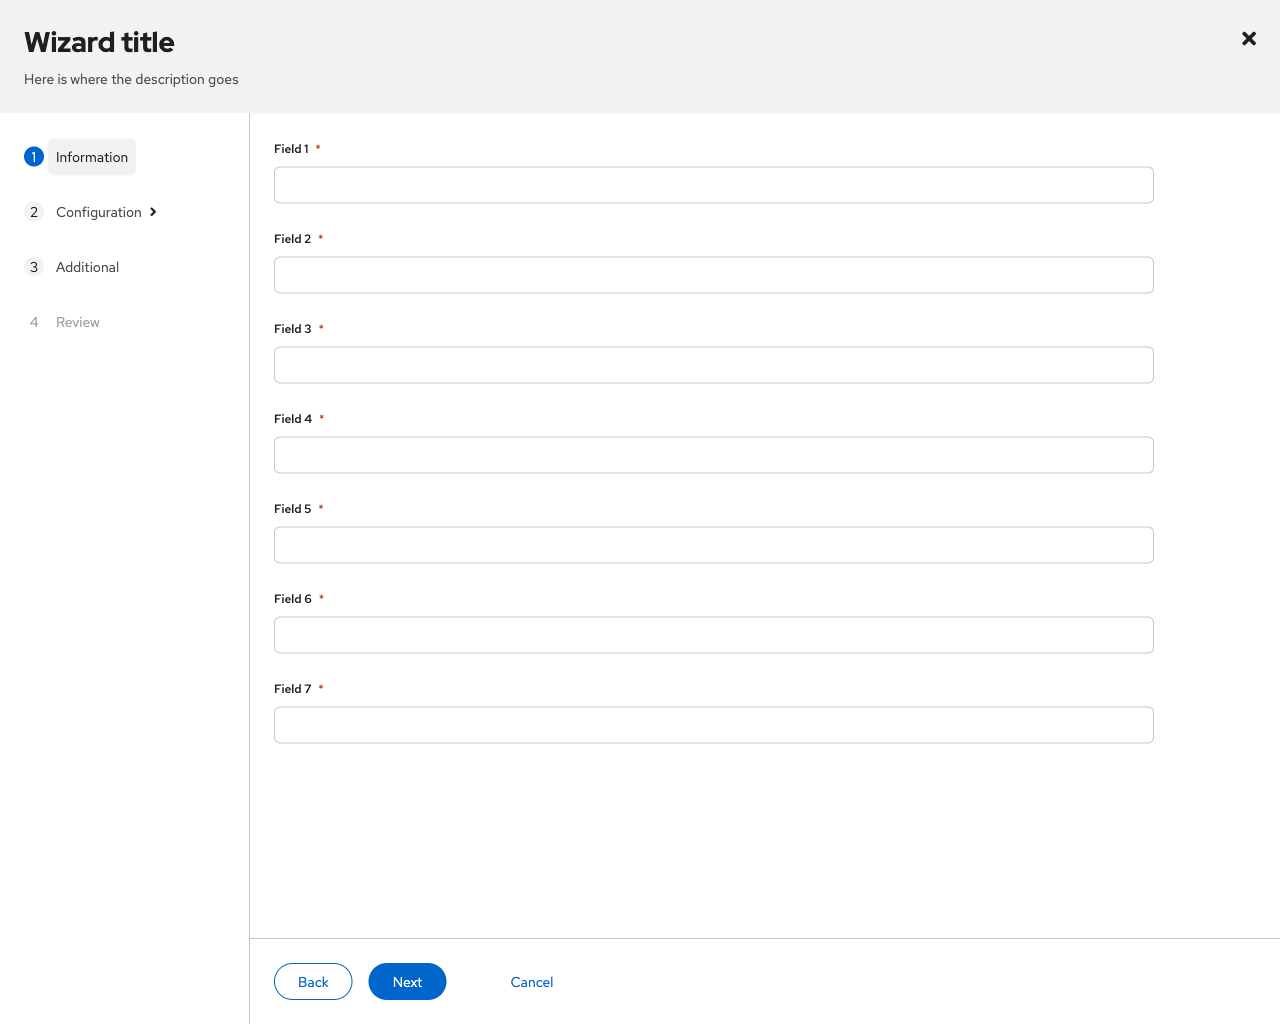 Wizard title
Here is where the description goes
1 Information
2 Configuration
3 Additional
4 Review
Field 1 *
Field 2 *
Field 3 *
Field 4 *
Field 5 *
Field 6 *
Field 7 *
Back Next Cancel